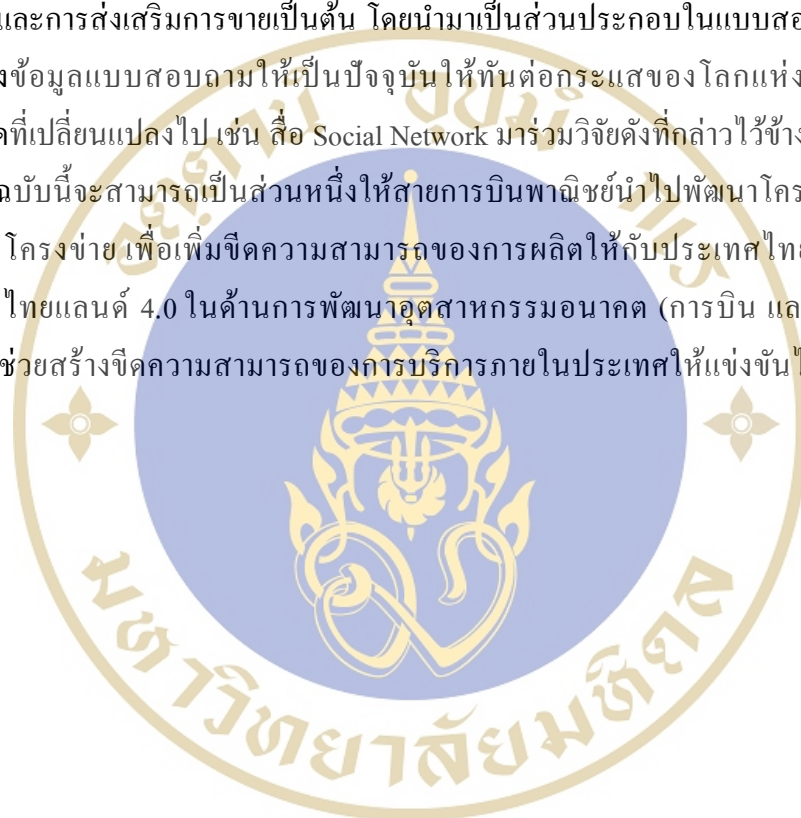 และการส่งเสริมการขายเป็นต้น โดยนำมาเป็นส่วนประกอบในแบบสอ
งข้อมูลแบบสอบถามให้เป็นปัจจุบันให้ทันต่อกระแสของโลกแห่ง
ที่เปลี่ยนแปลงไป เช่น สื่อ Social Network มาร่วมวิจัยดังที่กล่าวไว้ข้าง
ฉบับนี้จะสามารถเป็นส่วนหนึ่งให้สายการบินพาณิชย์นำไปพัฒนาโคร
โครงข่าย เพื่อเพิ่มขีดความสามารถของการผลิตให้กับประเทศไทย
ไทยแลนด์ 4.0 ในด้านการพัฒนาอุตสาหกรรมอนาคต (การบิน แล
ช่วยสร้างขีดความสามารถของการบริการภายในประเทศให้แข่งขันไ
อตฺตานํ อุปมํ กเร
มหาวิทยาลัยมหิดล